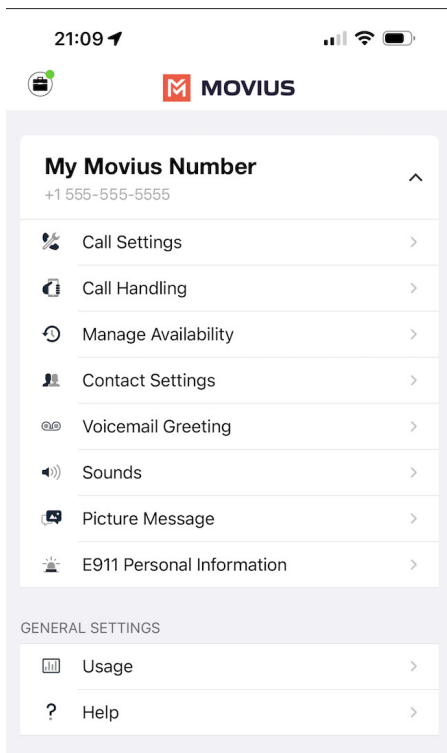 21:09
MOVIUS
My Movius Number
+1 555-555-5555
Call Settings
Call Handling
Manage Availability
Contact Settings
Voicemail Greeting
Sounds
Picture Message
E911 Personal Information
GENERAL SETTINGS
Usage
? Help